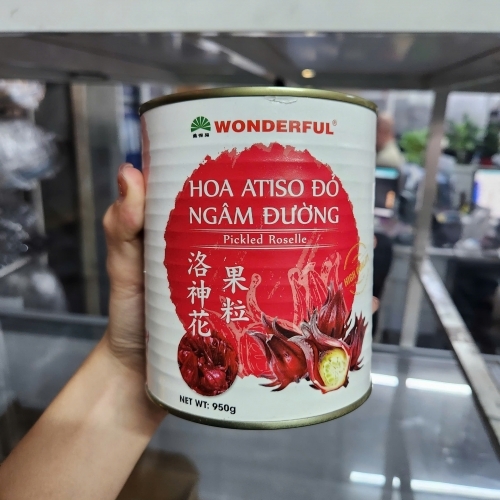 WONDERFUL®
HOA ATISO ĐỎ
NGÂM ĐƯỜNG
Pickled Roselle
洛神花
果粒
NET WT: 950g